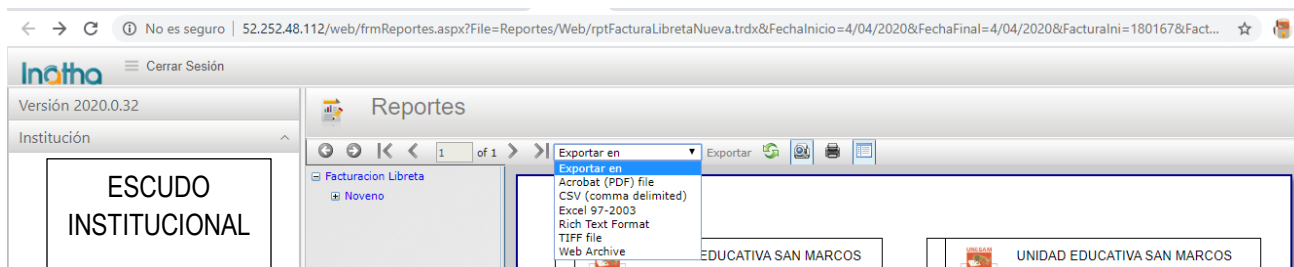 No es seguro | 52.252.48.112/web/frmReportes.aspx?File=Reportes/Web/rptFacturaLibretaNueva.trdx&FechaInicio=4/04/2020&FechaFinal=4/04/2020&FacturaIni=180167&Fact...
Inatha Cerrar Sesión
Versión 2020.0.32
Reportes
Institución
1 of 1 Exportar en Exportar
Facturacion Libreta
Noveno
Exportar en
Acrobat (PDF) file
CSV (comma delimited)
Excel 97-2003
Rich Text Format
TIFF file
Web Archive
ESCUDO
INSTITUCIONAL
EDUCATIVA SAN MARCOS
UNESAM
UNIDAD EDUCATIVA SAN MARCOS